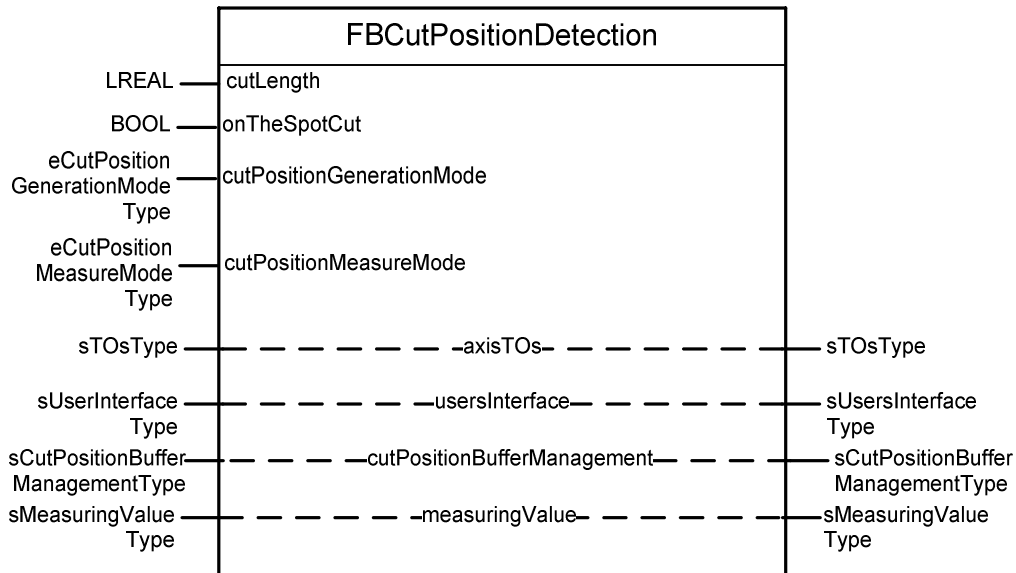 FBCutPositionDetection
LREAL cutLength
BOOL onTheSpotCut
eCutPosition
GenerationMode
Type
cutPositionGenerationMode
eCutPosition
MeasureMode
Type
cutPositionMeasureMode
sTOsType axisTOs sTOsType
sUserInterface
Type
usersInterface
sUsersInterface
Type
sCutPositionBuffer
ManagementType
cutPositionBufferManagement
sCutPositionBuffer
ManagementType
sMeasuringValue
Type
measuringValue
sMeasuringValue
Type